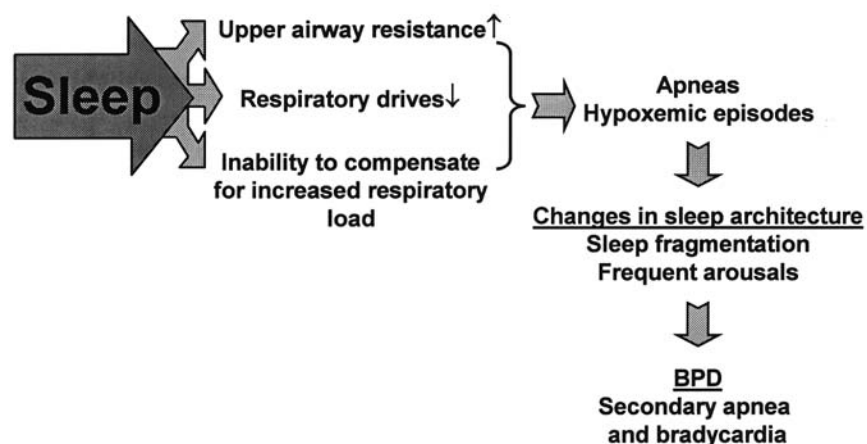 Sleep
Upper airway resistance↑
Respiratory drives↓
Inability to compensate
for increased respiratory
load
Apneas
Hypoxemic episodes
Changes in sleep architecture
Sleep fragmentation
Frequent arousals
BPD
Secondary apnea
and bradycardia